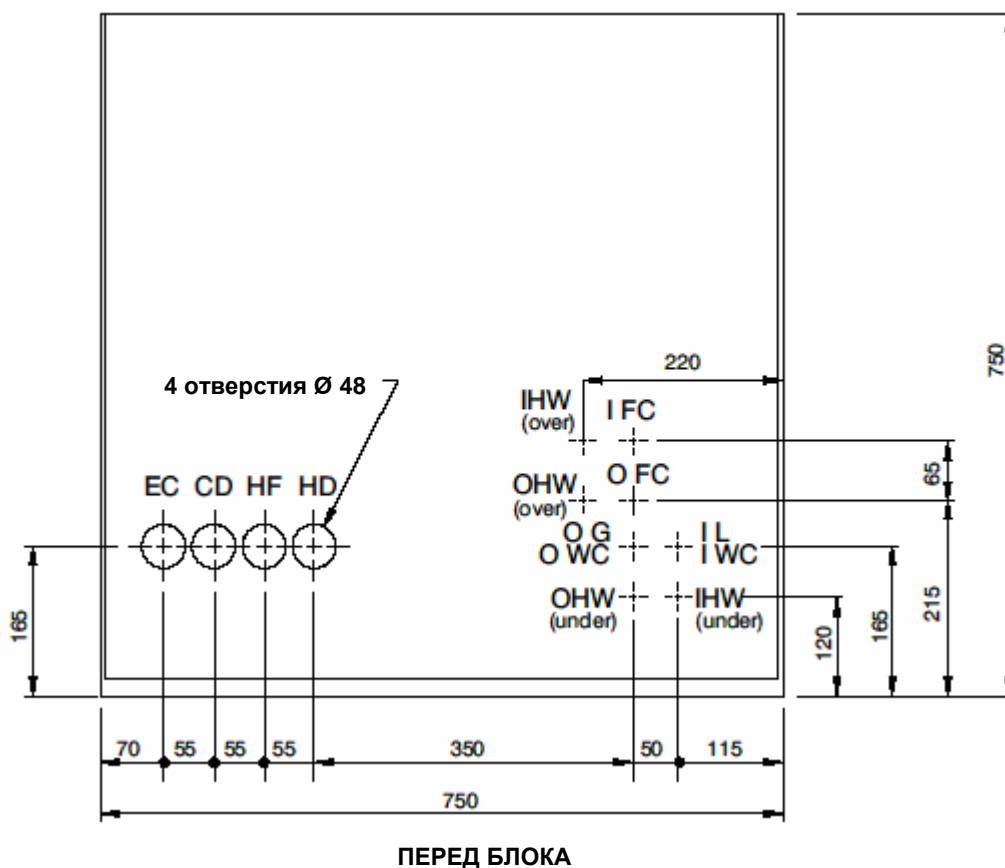 220
4 отверстия Ø 48
IHW
(over)
I FC
750
65
EC CD HF HD
OHW
(over)
O FC
O G
O WC
I L
I WC
OHW
(under)
IHW
(under)
165
120
165
215
70 55 55 55 350 50 115
750
ПЕРЕД БЛОКА